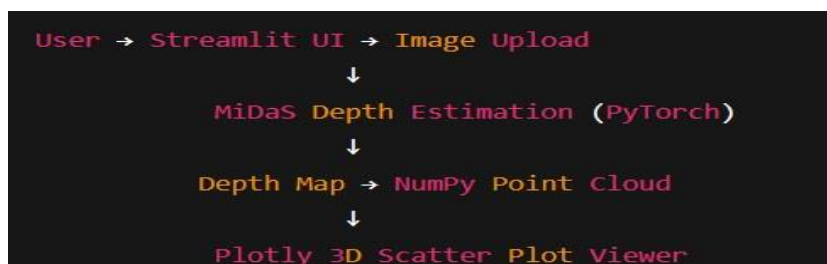 User → Streamlit UI → Image Upload
↓
MiDaS Depth Estimation (PyTorch)
↓
Depth Map → NumPy Point Cloud
↓
Plotly 3D Scatter Plot Viewer